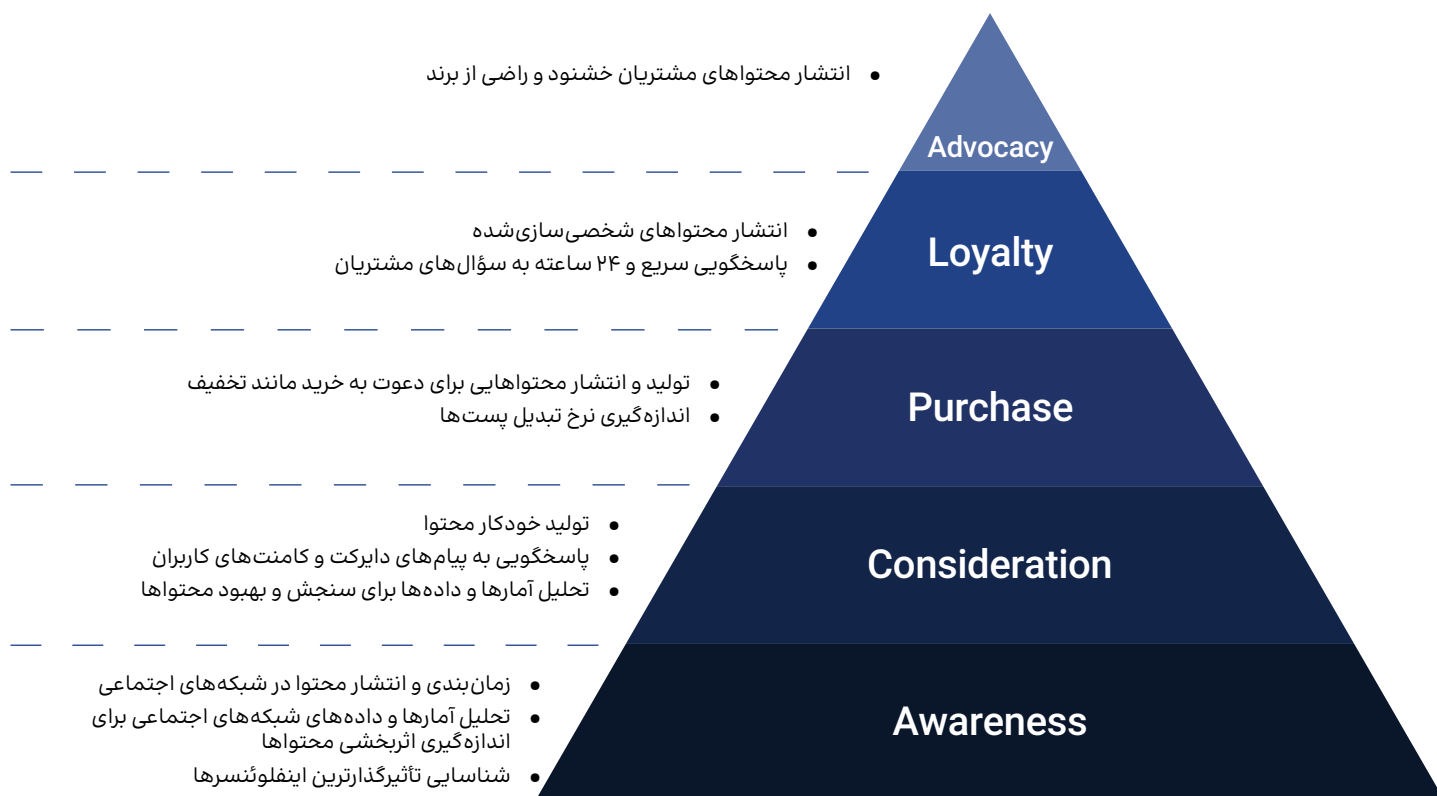 • انتشار محتواهای مشتریان خشنود و راضی از برند
Advocacy
• انتشار محتواهای شخصی‌سازی‌شده
• پاسخگویی سریع و ۲۴ ساعته به سؤال‌های مشتریان
Loyalty
• تولید و انتشار محتواهایی برای دعوت به خرید مانند تخفیف
• اندازه‌گیری نرخ تبدیل پست‌ها
Purchase
• تولید خودکار محتوا
• پاسخگویی به پیام‌های دایرکت و کامنت‌های کاربران
• تحلیل آمارها و داده‌ها برای سنجش و بهبود محتواها
Consideration
• زمان‌بندی و انتشار محتوا در شبکه‌های اجتماعی
• تحلیل آمارها و داده‌های شبکه‌های اجتماعی برای
اندازه‌گیری اثربخشی محتواها
• شناسایی تأثیرگذارترین اینفلوئنسرها
Awareness